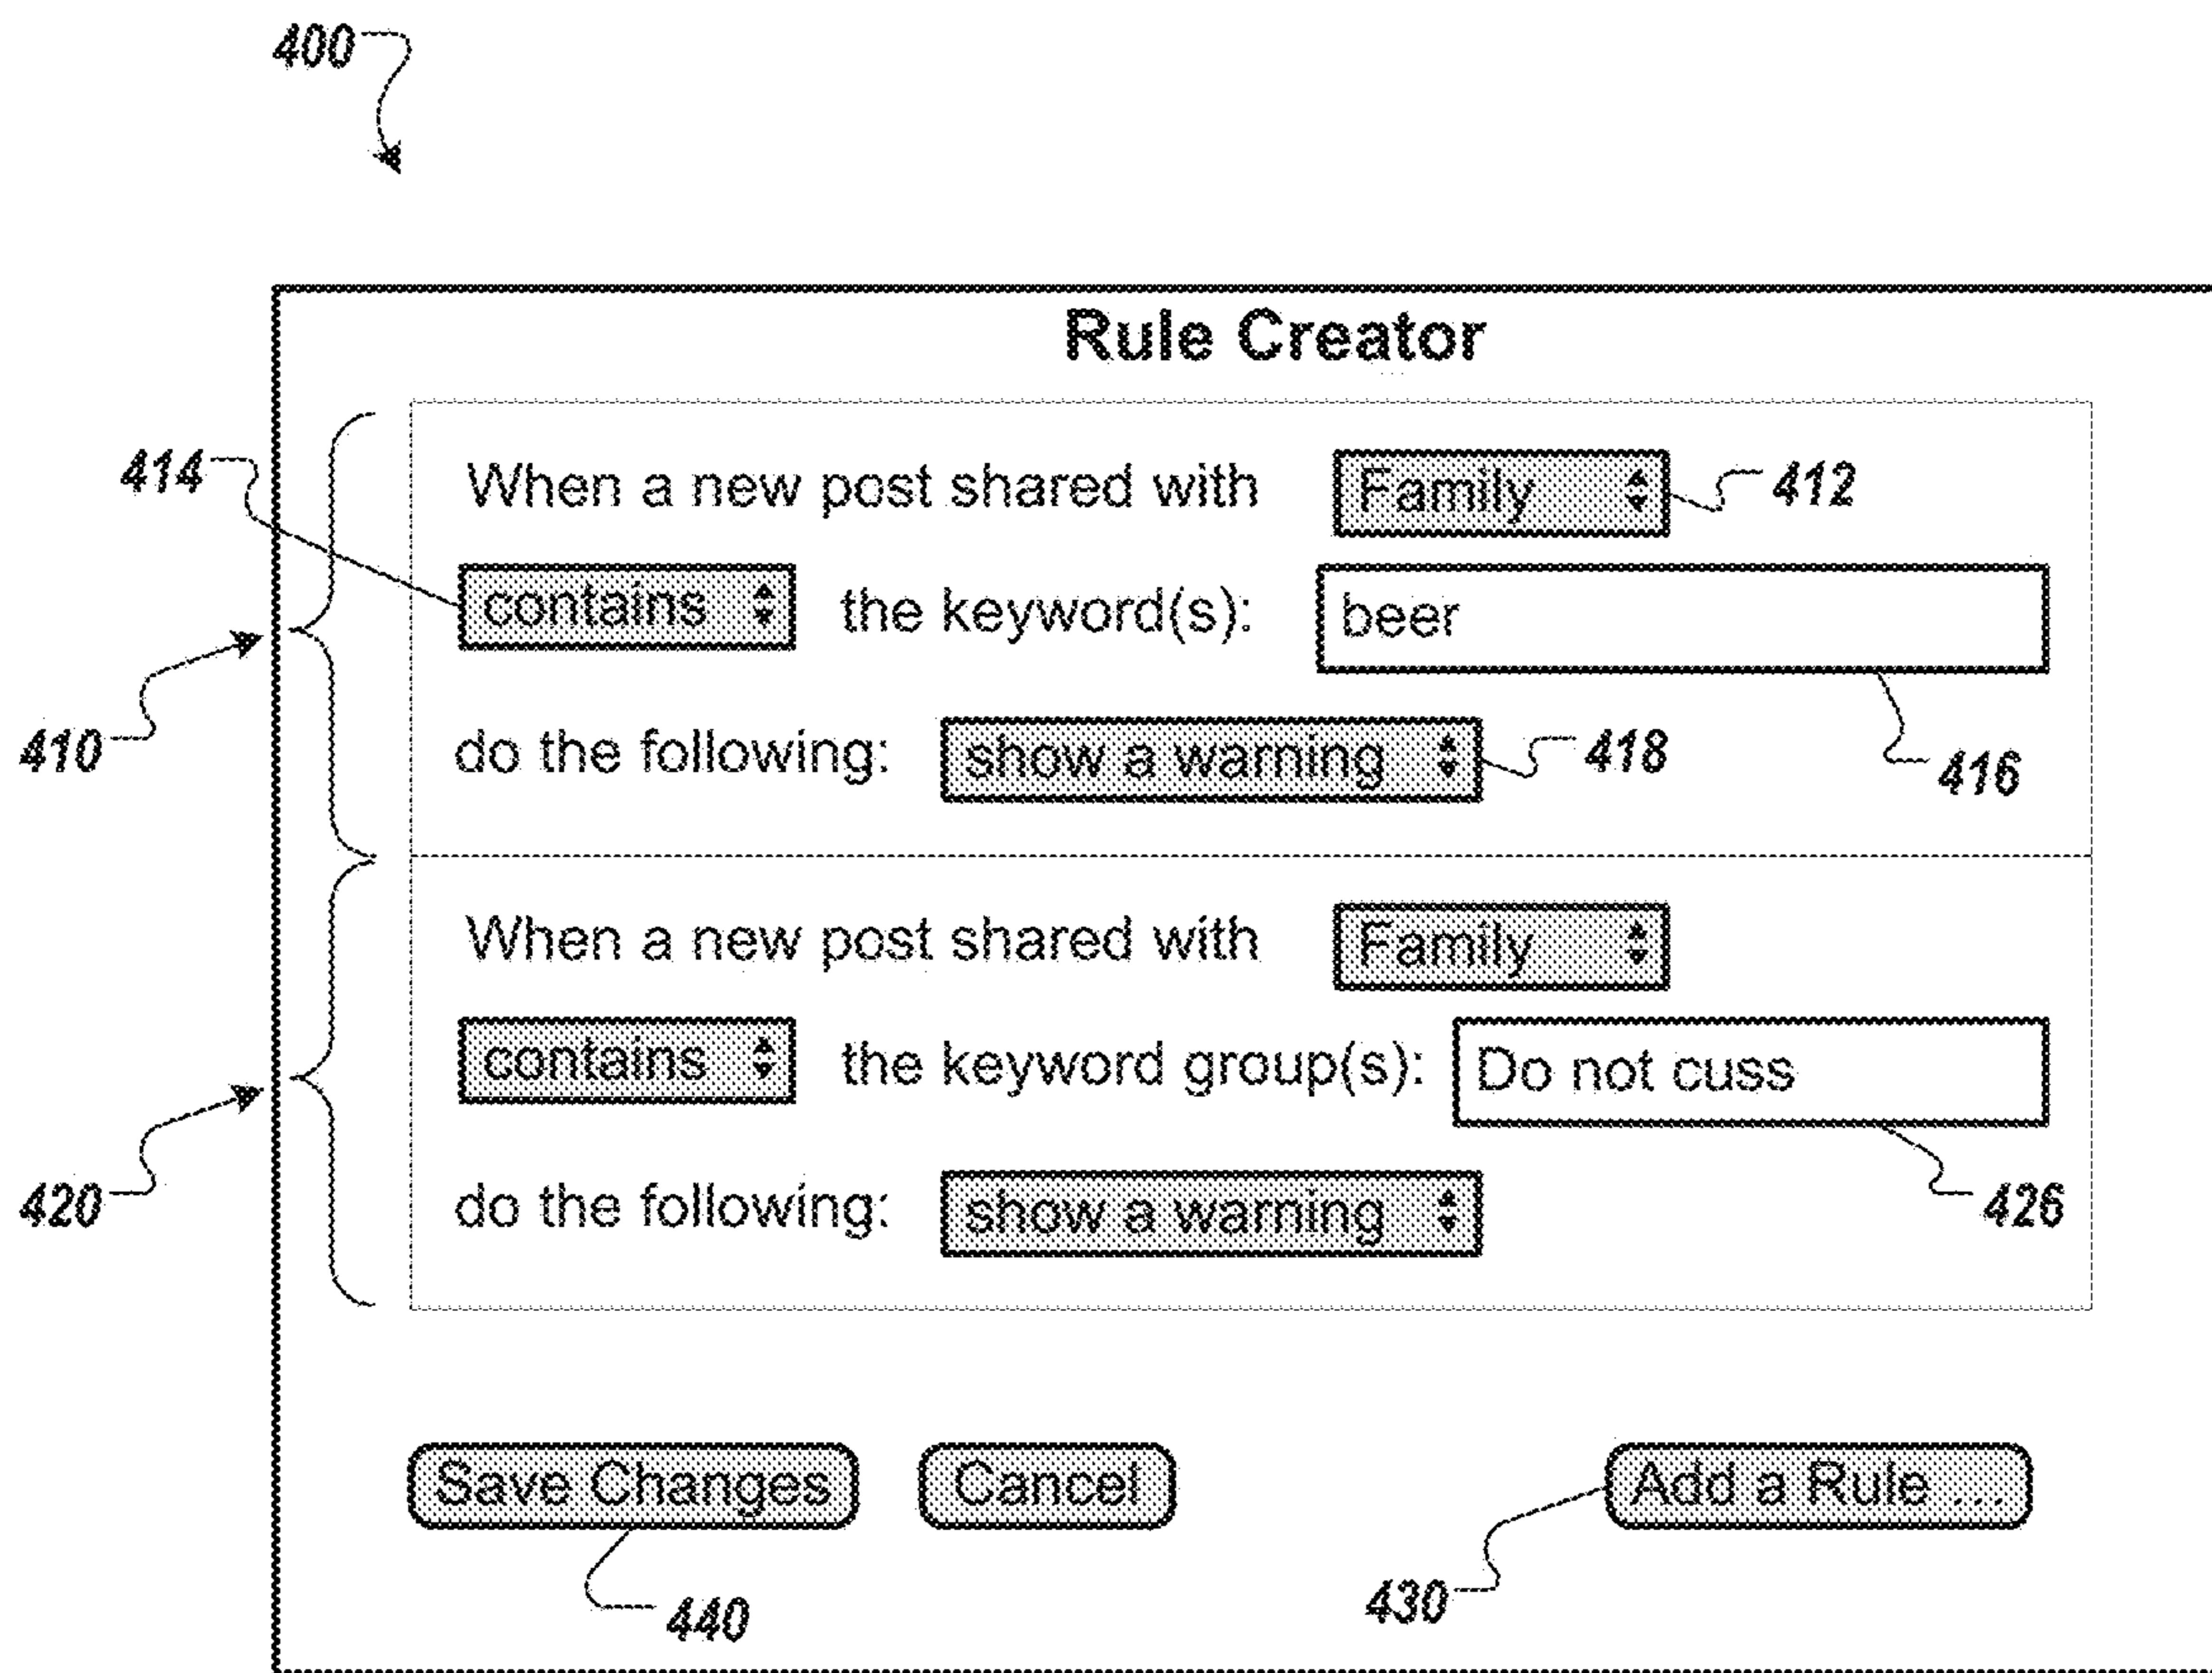 400
Rule Creator
414
When a new post shared with Family 412
contains the keyword(s): beer
410
do the following: show a warning 418
416
When a new post shared with Family
contains the keyword group(s): Do not cuss
420
do the following: show a warning
426
Save Changes Cancel Add a Rule ...
440
430